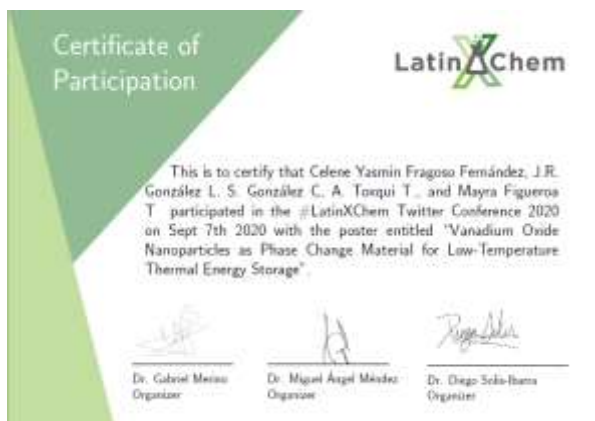 Certificate of
Participation
LatinXChem
This is to certify that Celene Yasmin Fragoso Fernández, J.R.
González L. S. González C, A. Toxqui T., and Mayra Figueroa
T participated in the #LatinXChem Twitter Conference 2020
on Sept 7th 2020 with the poster entitled "Vanadium Oxide
Nanoparticles as Phase Change Material for Low-Temperature
Thermal Energy Storage"
Dr. Gabriel Merino
Organizer
Dr. Miguel Ángel Méndez
Organizer
Dr. Diego Solis-Ibarra
Organizer